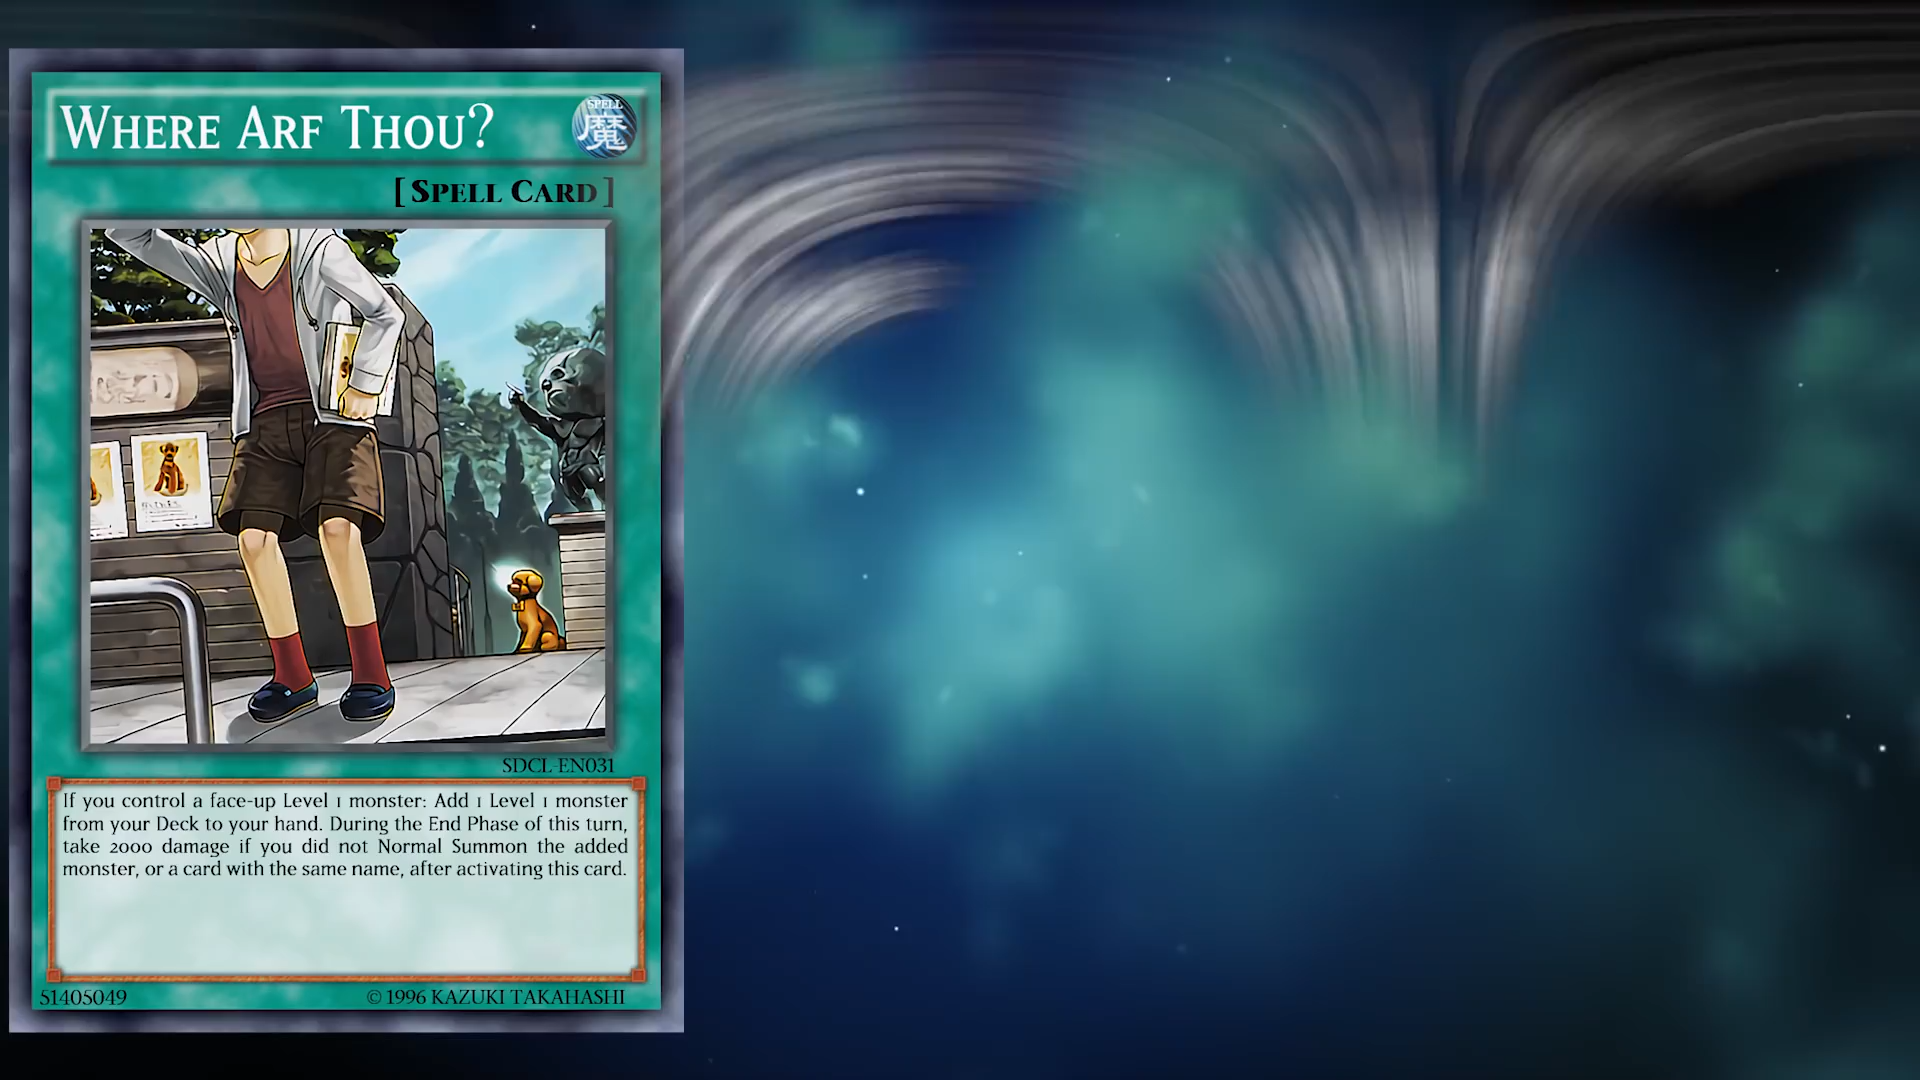 WHERE ARF THOU?
SPELL
魔
[SPELL CARD]
SDCL-EN031
If you control a face-up Level 1 monster: Add 1 Level 1 monster
from your Deck to your hand. During the End Phase of this turn,
take 2000 damage if you did not Normal Summon the added
monster, or a card with the same name, after activating this card.
51405049
© 1996 KAZUKI TAKAHASHI